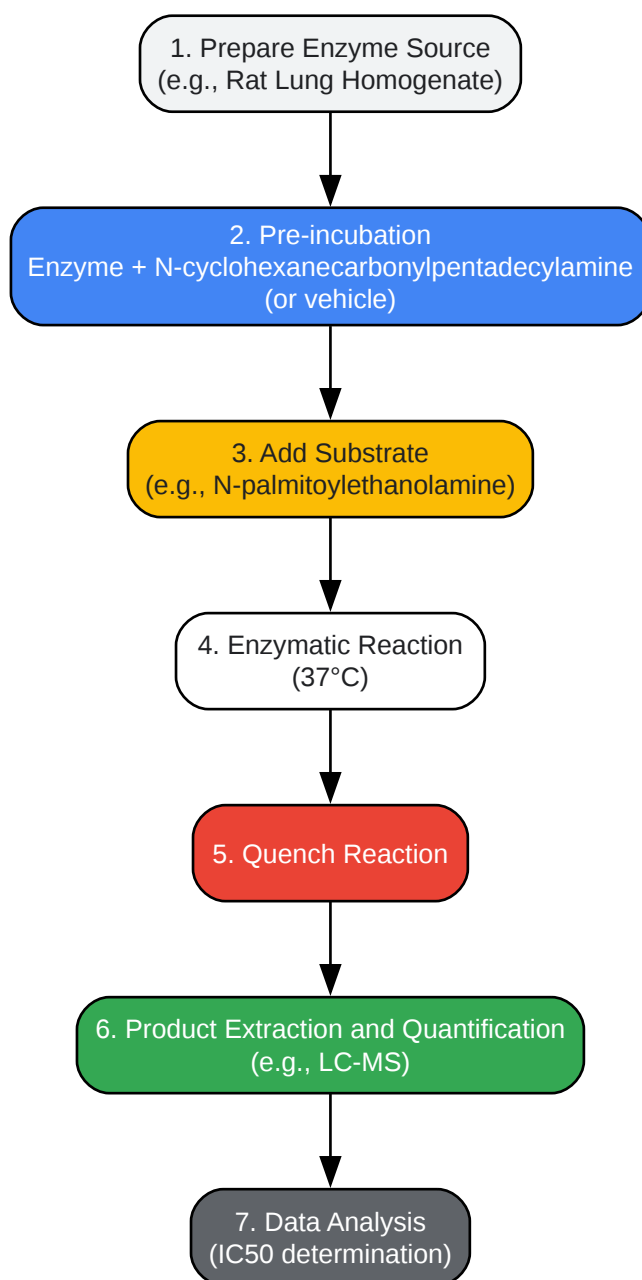 1. Prepare Enzyme Source
(e.g., Rat Lung Homogenate)
2. Pre-incubation
Enzyme + N-cyclohexanecarbonylpentadecylamine
(or vehicle)
3. Add Substrate
(e.g., N-palmitoylethanolamine)
4. Enzymatic Reaction
(37°C)
5. Quench Reaction
6. Product Extraction and Quantification
(e.g., LC-MS)
7. Data Analysis
(IC50 determination)